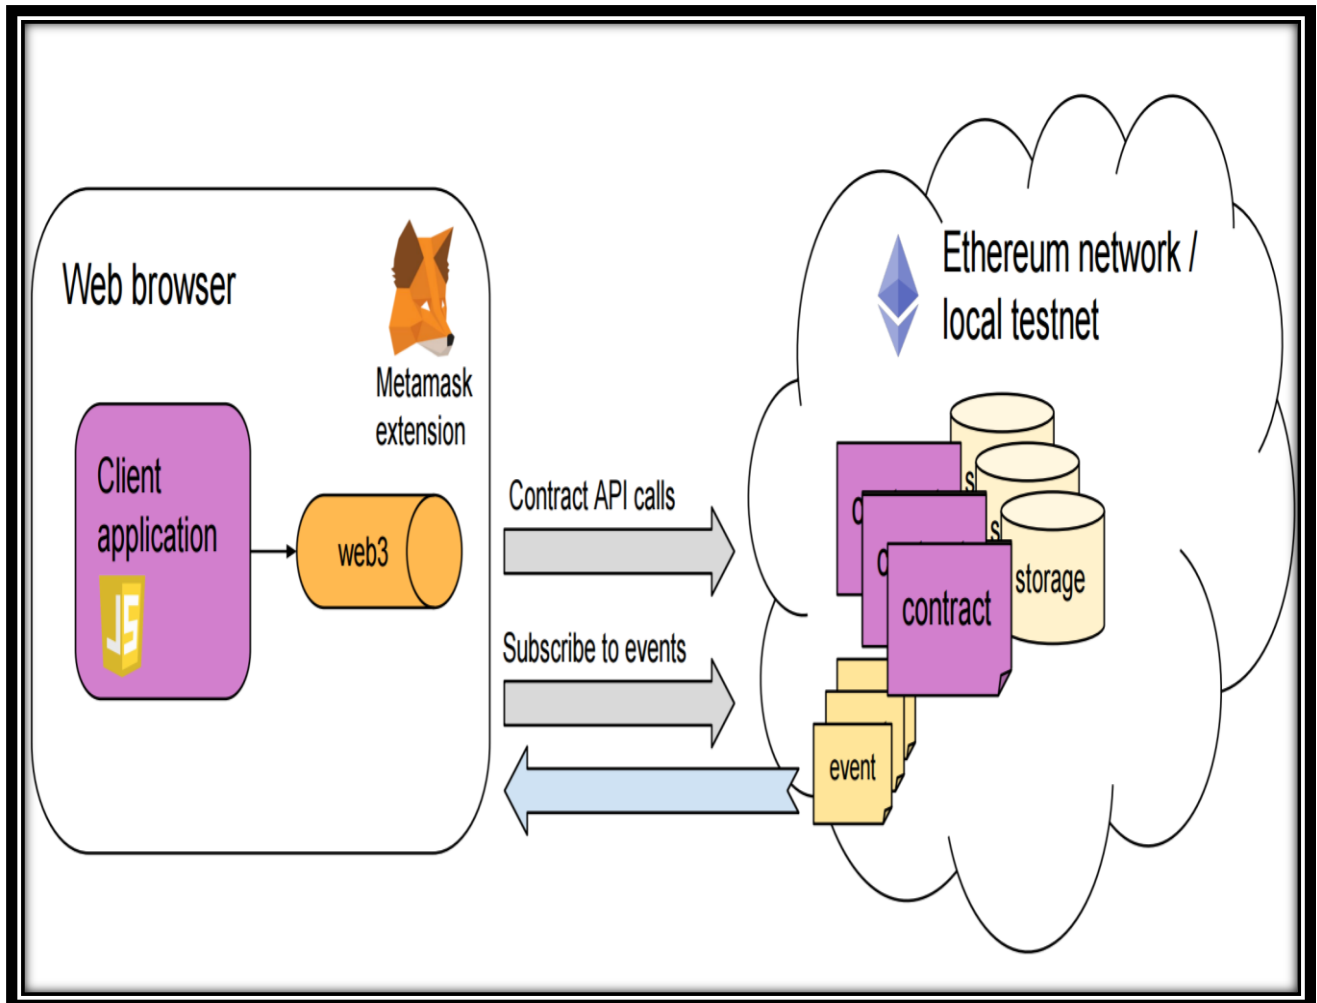 Web browser
Metamask
extension
Client
application
JS
web3
Contract API calls
Subscribe to events
Ethereum network /
local testnet
s
s
c
c
contract
storage
event